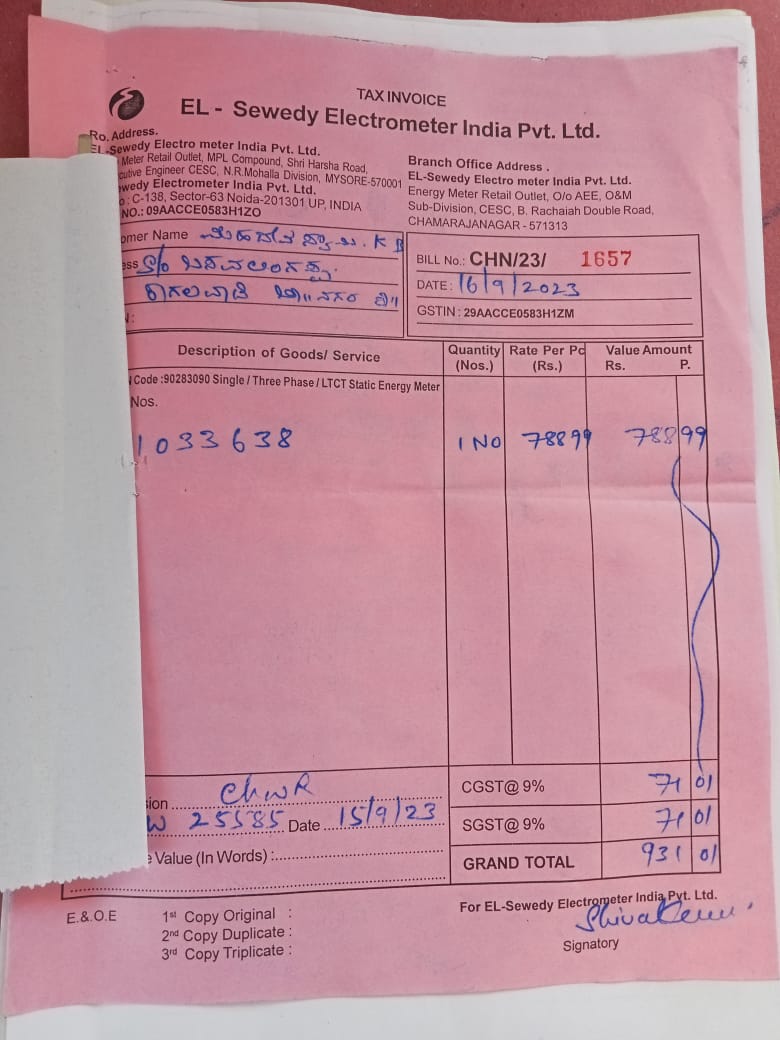 TAX INVOICE
EL - Sewedy Electrometer India Pvt. Ltd.
Ro. Address.
EL-Sewedy Electro meter India Pvt. Ltd.
Meter Retail Outlet, MPL Compound, Shri Harsha Road,
cutive Engineer CESC, N.R.Mohalla Division, MYSORE-570001
wedy Electrometer India Pvt. Ltd.
: C-138, Sector-63 Noida-201301 UP, INDIA
NO.: 09AACCE0583H1ZO
Branch Office Address .
EL-Sewedy Electro meter India Pvt. Ltd.
Energy Meter Retail Outlet, O/o AEE, O&M
Sub-Division, CESC, B. Rachaiah Double Road,
CHAMARAJANAGAR - 571313
omer Name K B
ess S/o
BILL No.: CHN/23/ 1657
DATE : 16/9/2023
GSTIN : 29AACCE0583H1ZM
Description of Goods/ Service Quantity (Nos.) Rate Per Pc (Rs.) Value Amount Rs. P.
Code :90283090 Single / Three Phase / LTCT Static Energy Meter
Nos.
1033638 1 NO 788 99 788 99
CGST@ 9% 71 01
sion ChNR
W 25585 Date 15/9/23
SGST@ 9% 71 01
e Value (In Words) :
GRAND TOTAL 931 01
E.& O.E
1st Copy Original :
2nd Copy Duplicate :
3rd Copy Triplicate :
For EL-Sewedy Electrometer India Pvt. Ltd.
Signatory